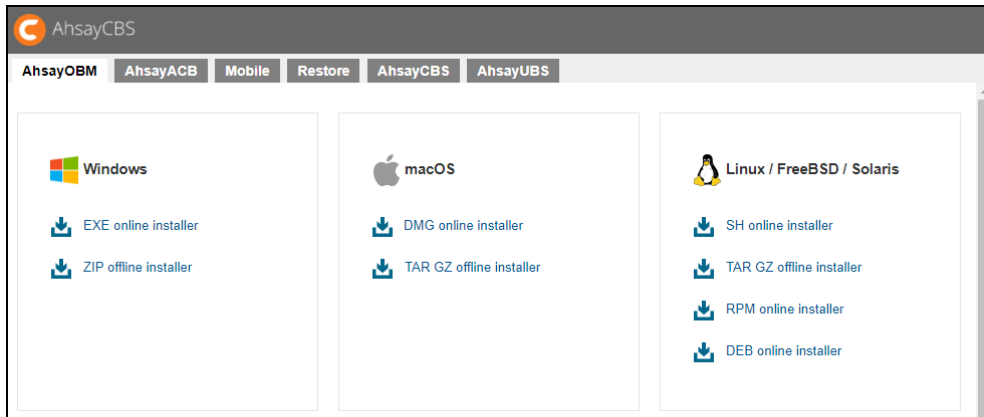 AhsayCBS
AhsayOBM AhsayACB Mobile Restore AhsayCBS AhsayUBS
Windows
EXE online installer
ZIP offline installer
macOS
DMG online installer
TAR GZ offline installer
Linux / FreeBSD / Solaris
SH online installer
TAR GZ offline installer
RPM online installer
DEB online installer